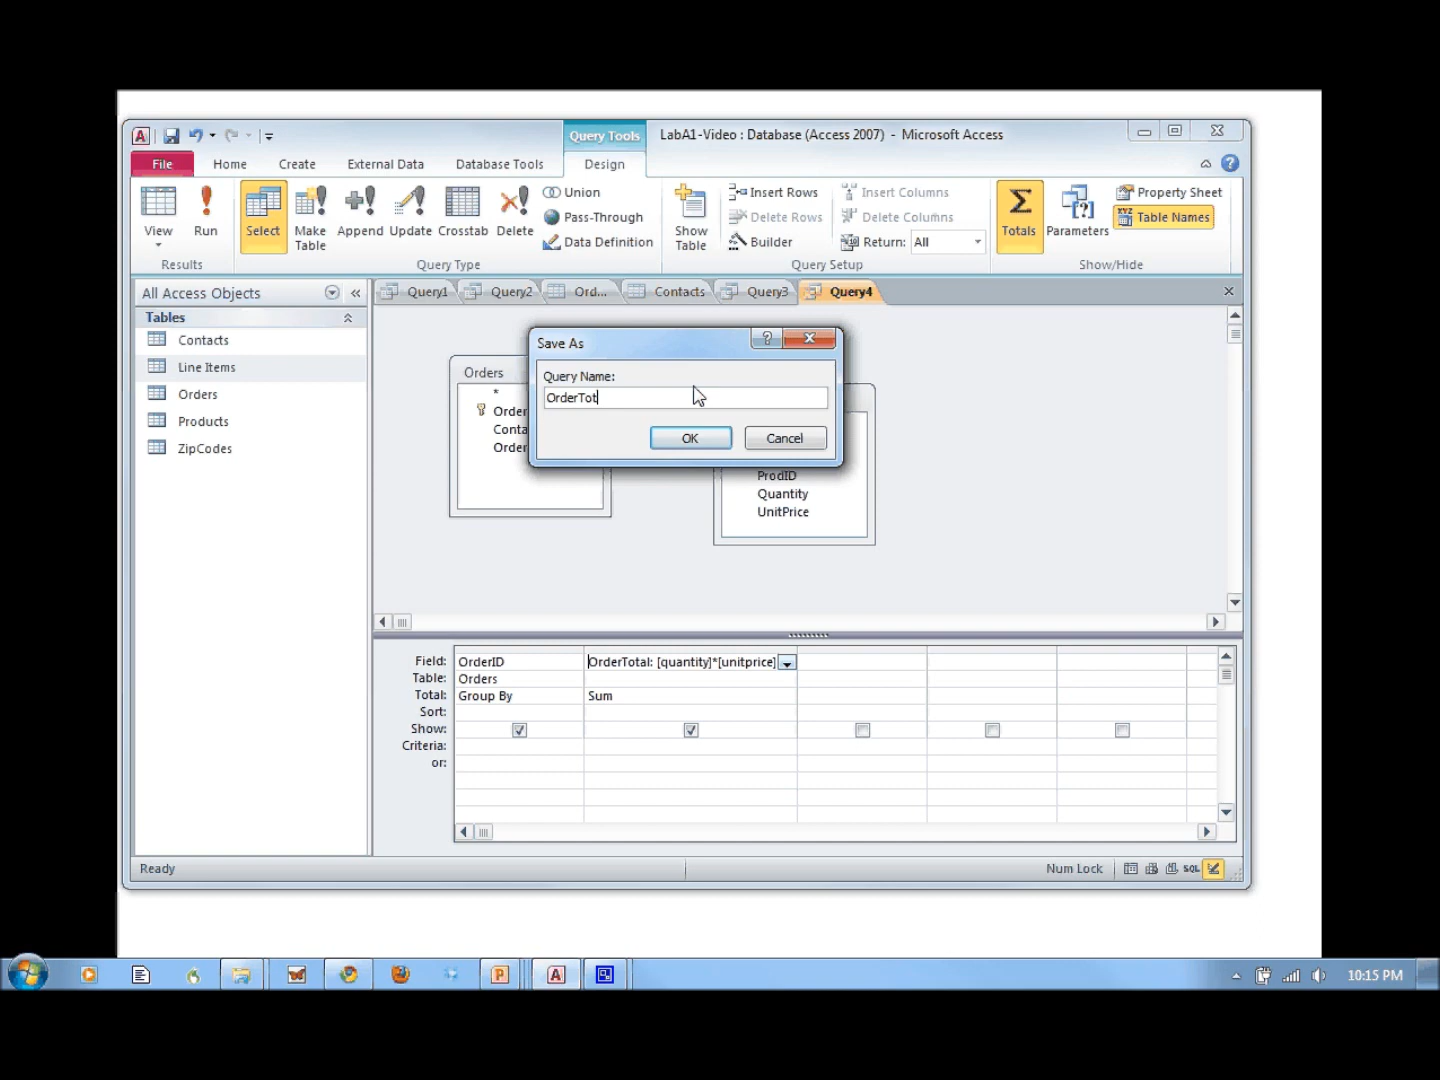 Query Tools LabA1-Video : Database (Access 2007) - Microsoft Access
File Home Create External Data Database Tools Design
View Run Select Make Table Append Update Crosstab Delete
Union
Pass-Through
Data Definition
Show Table
Insert Rows
Delete Rows
Builder
Insert Columns
Delete Columns
Return: All
Totals Parameters
Property Sheet
XYZ Table Names
Results Query Type Query Setup Show/Hide
All Access Objects
Query1 Query2 Ord... Contacts Query3 Query4
Tables
Contacts
Line Items
Orders
Products
ZipCodes
Orders
*
Order
Conta
Order
Save As
Query Name:
OrderTot
OK Cancel
ProdID
Quantity
UnitPrice
Field: OrderID OrderTotal: [quantity]*[unitprice]
Table: Orders
Total: Group By Sum
Sort:
Show:
Criteria:
or:
Ready Num Lock SQL
10:15 PM